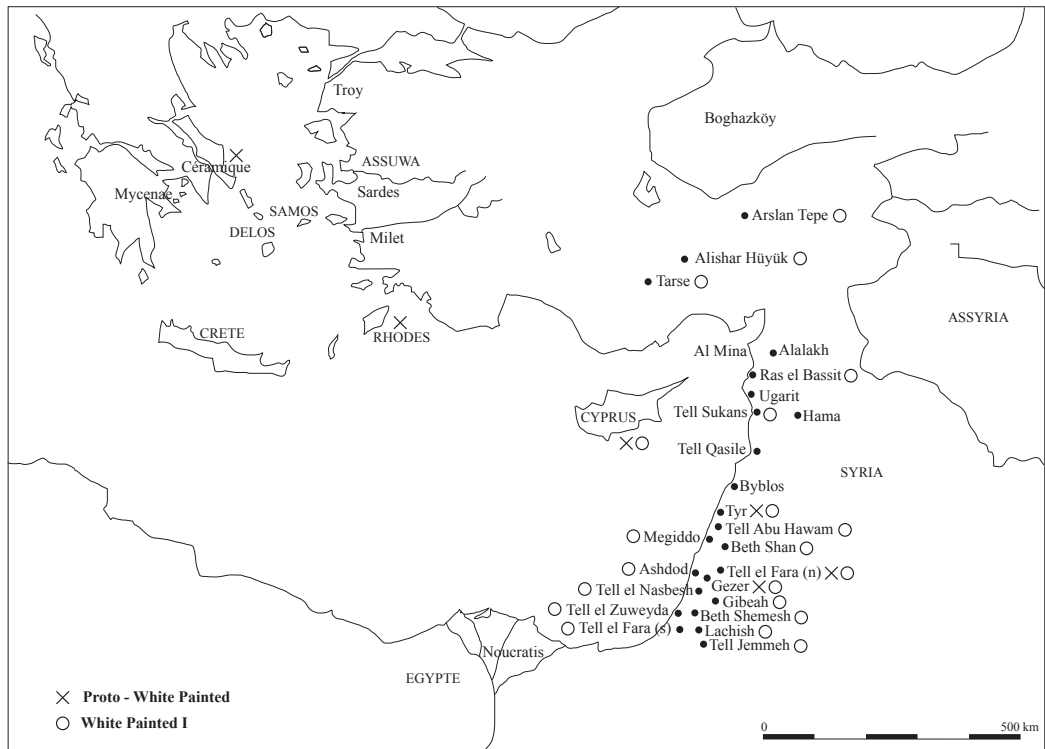 Troy
Boghazköy
Céramique
ASSUWA
Mycenae
Sardes
SAMOS
Arslan Tepe
DELOS
Milet
Alishar Hüyük
Tarse
ASSYRIA
CRETE
RHODES
Al Mina
Alalakh
Ras el Bassit
Ugarit
CYPRUS
Tell Sukans
Hama
Tell Qasile
SYRIA
Byblos
Tyr
Tell Abu Hawam
Megiddo
Beth Shan
Ashdod
Tell el Fara (n)
Tell el Nasbesh
Gezer
Gibeah
Tell el Zuweyda
Beth Shemesh
Tell el Fara (s)
Lachish
Tell Jemmeh
Noucratis
EGYPTE
Proto - White Painted
White Painted I
0
500 km